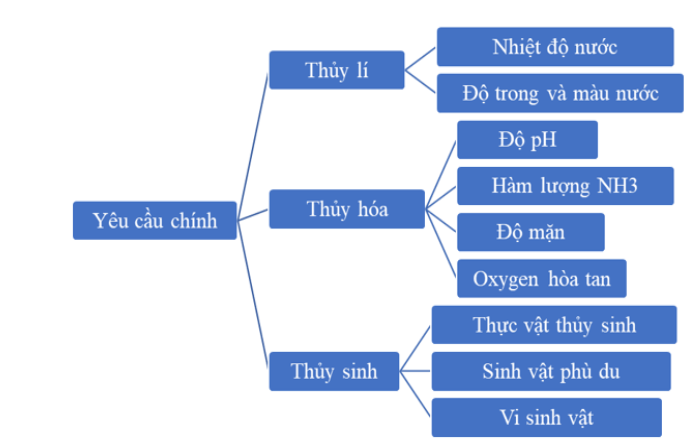 Yêu cầu chính
Thủy lí
Nhiệt độ nước
Độ trong và màu nước
Thủy hóa
Độ pH
Hàm lượng NH3
Độ mặn
Oxygen hòa tan
Thủy sinh
Thực vật thủy sinh
Sinh vật phù du
Vi sinh vật